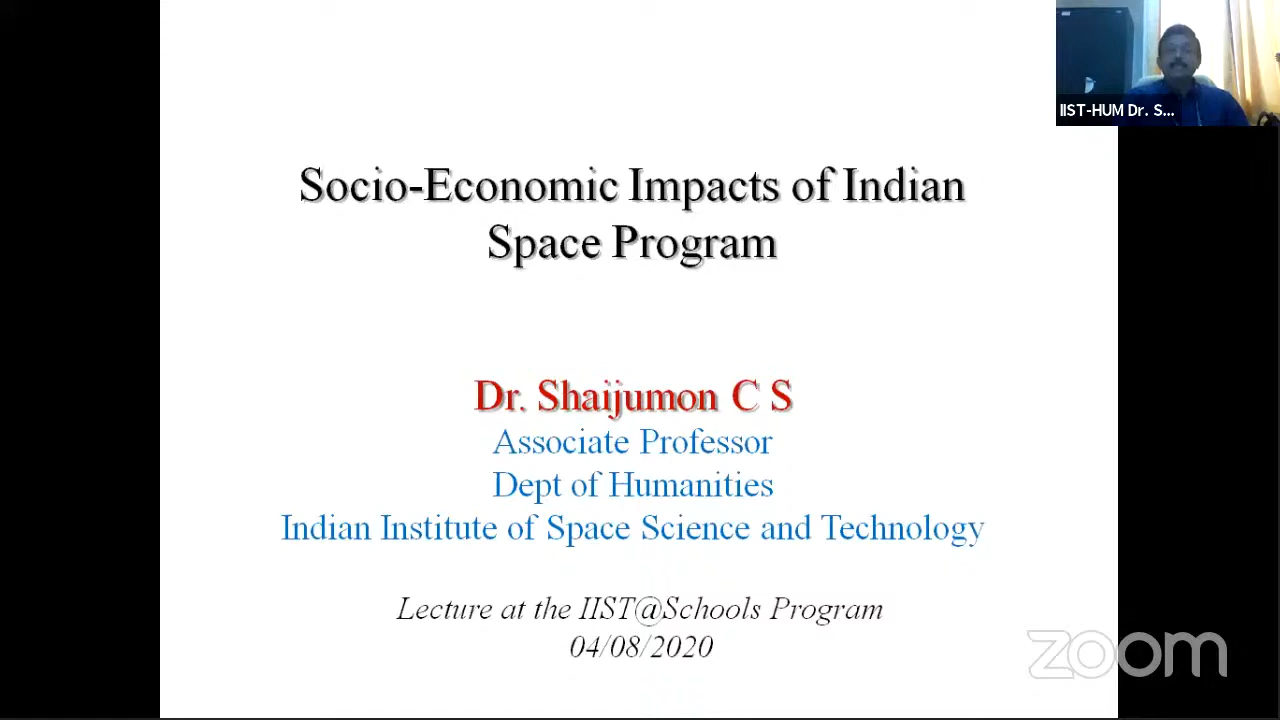 IIST-HUM Dr. S...
Socio-Economic Impacts of Indian
Space Program
Dr. Shaijumon C S
Associate Professor
Dept of Humanities
Indian Institute of Space Science and Technology
Lecture at the IIST@Schools Program
04/08/2020
zoom